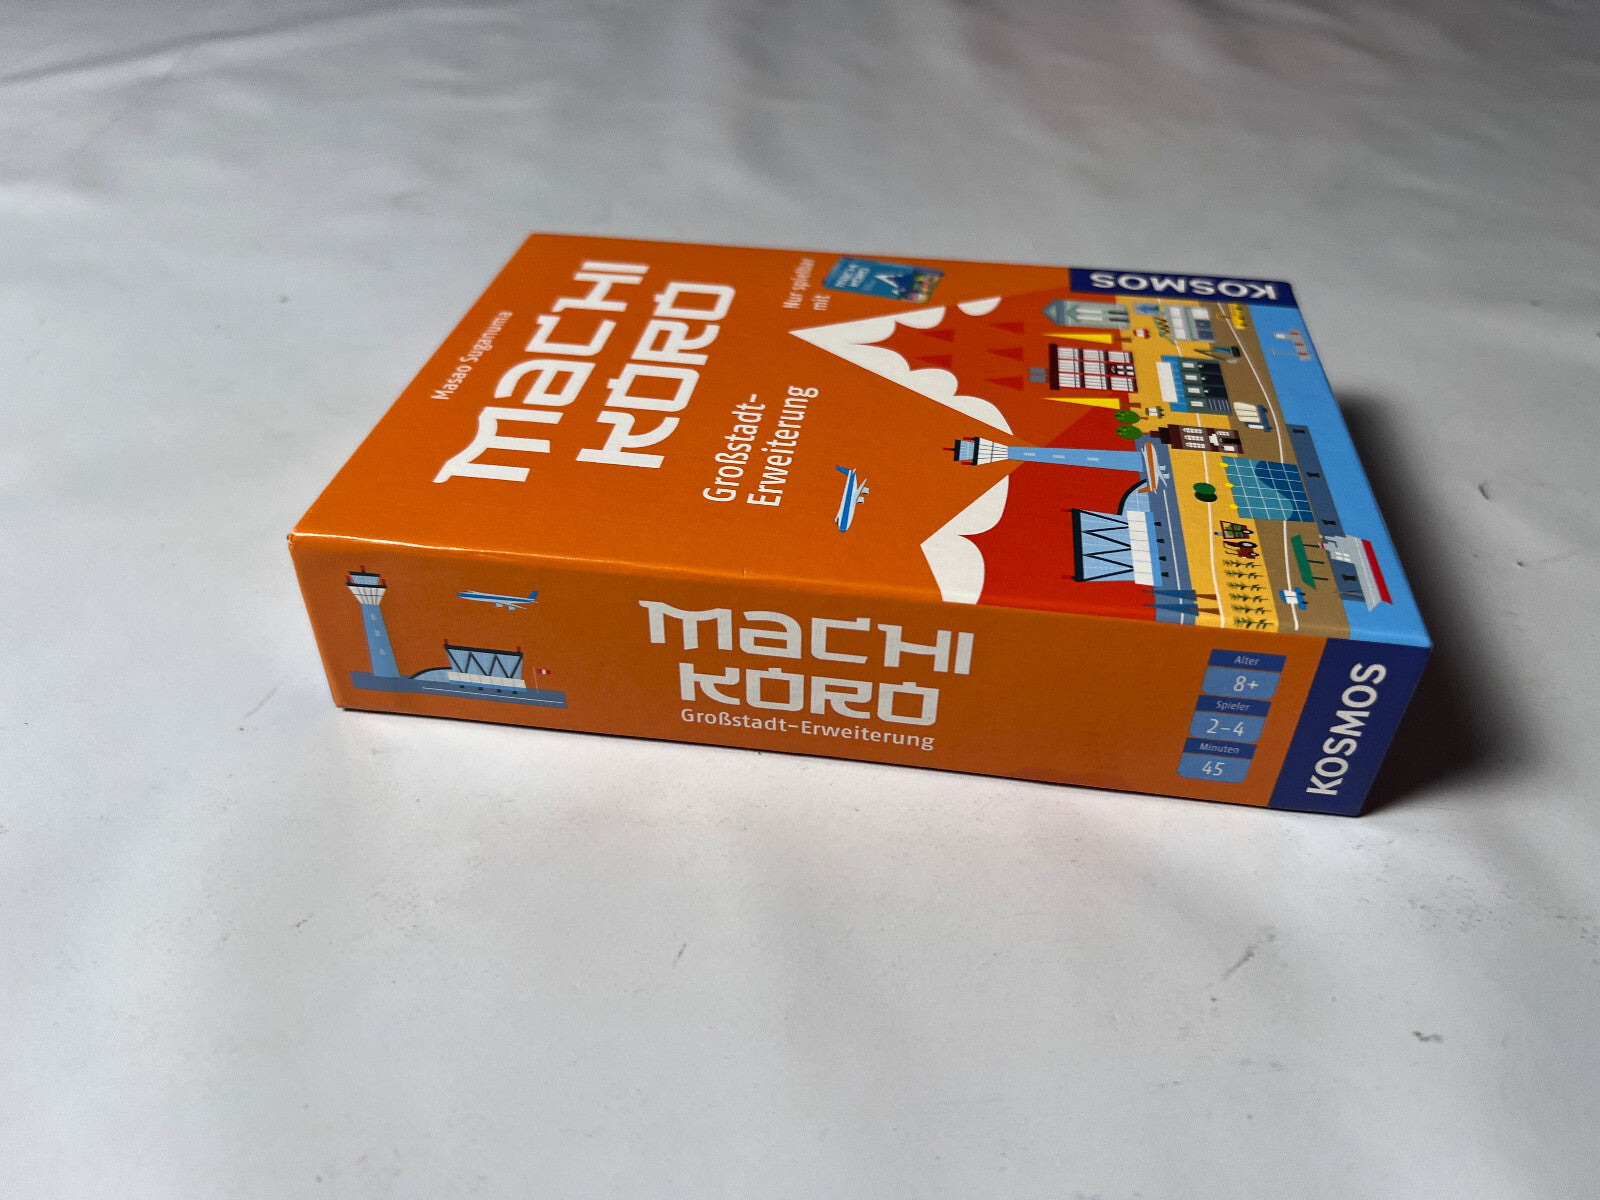 Masao Suganuma
MACHI
KORO
Großstadt-
Erweiterung
Nur spielbar
mit
KOSMOS
MACHI
KORO
Großstadt-Erweiterung
Alter
8+
Spieler
2-4
Minuten
45
KOSMOS